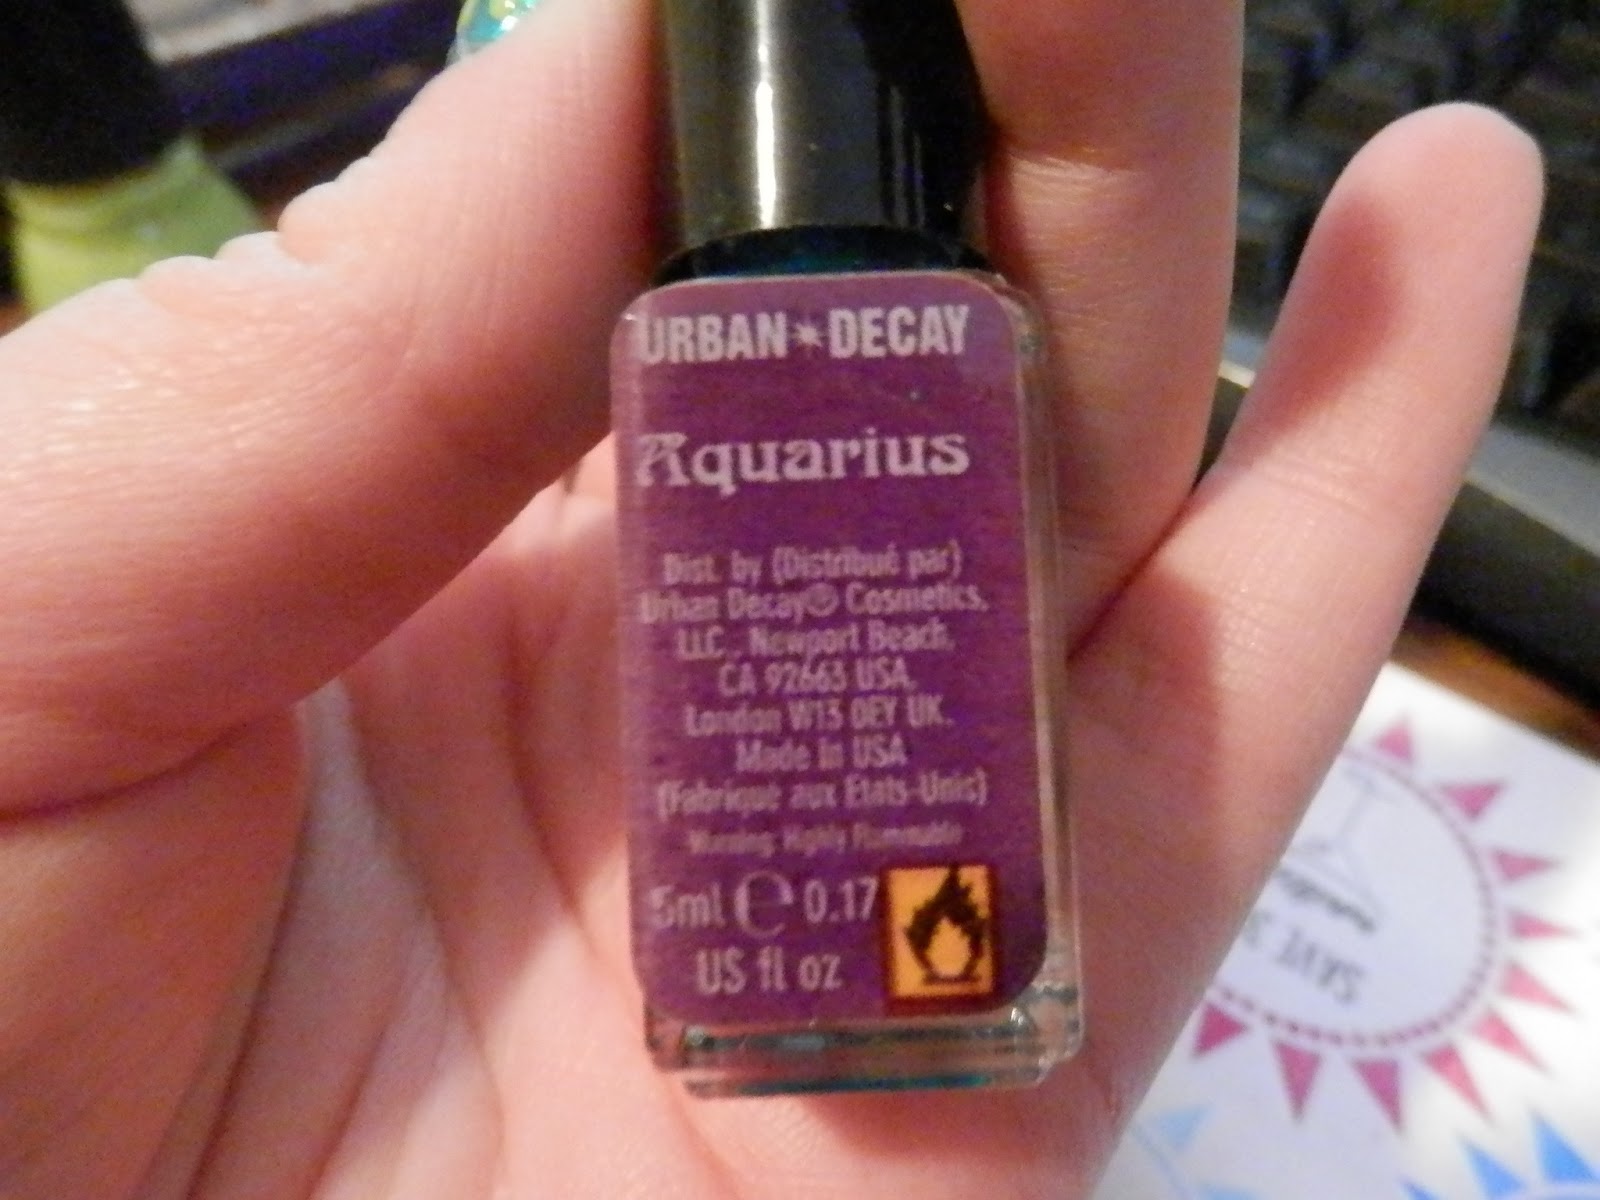 URBAN DECAY
Aquarius
Dist. by (Distribué par)
Urban Decay® Cosmetics,
LLC., Newport Beach,
CA 92663 USA,
London W13 0EY UK.
Made in USA
(Fabriqué aux Etats-Unis)
Warning: Highly Flammable
5ml ℮ 0.17
US fl oz
SAVE